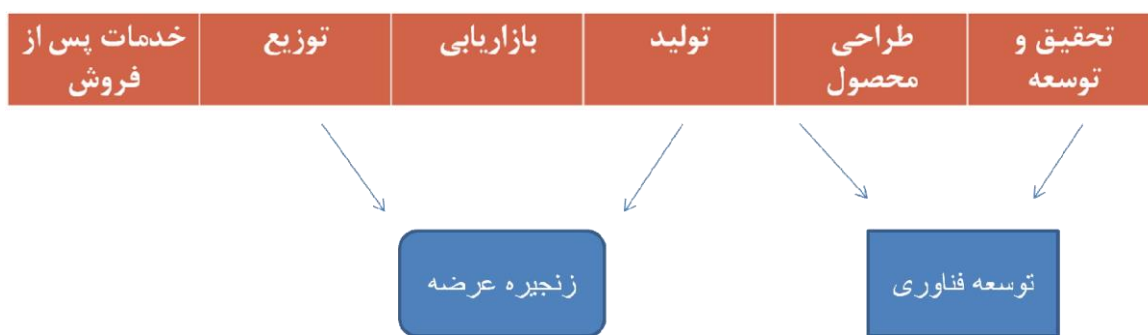 تحقیق و
توسعه
طراحی
محصول
تولید
بازاریابی
توزیع
خدمات پس از
فروش
توسعه فناوری
زنجیره عرضه